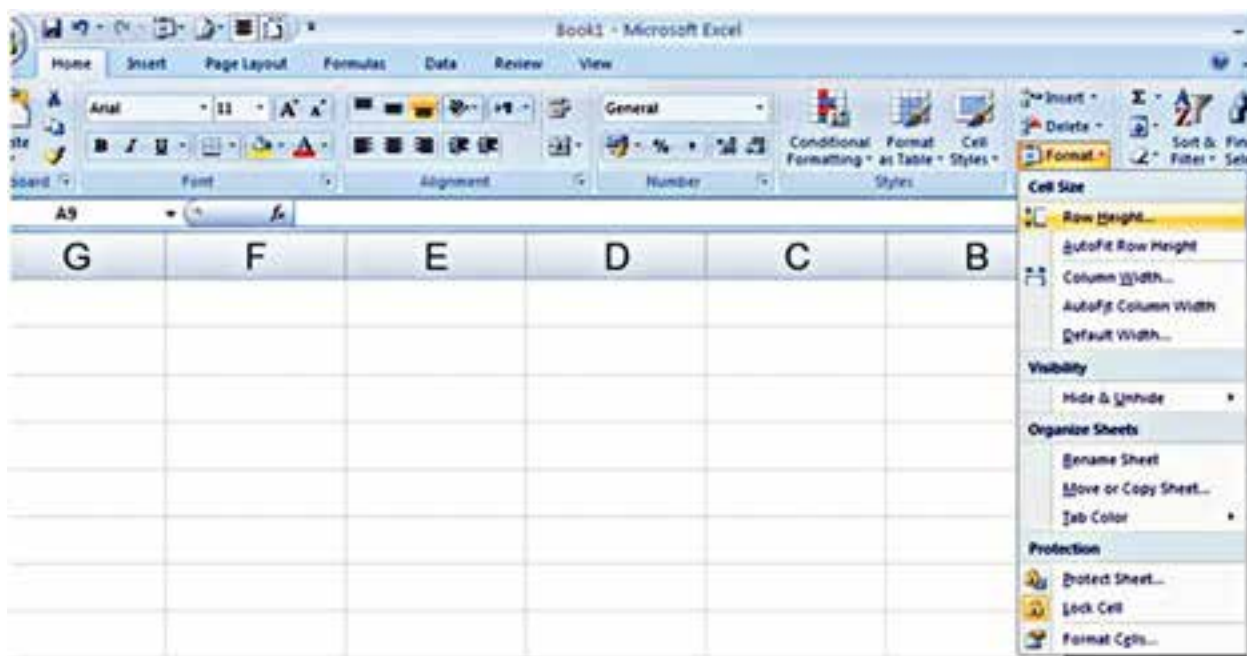 Book1 - Microsoft Excel
Home Insert Page Layout Formulas Data Review View
Arial 11 A A General Insert
B I U A % Conditional Formatting Format as Table Cell Styles Delete Σ Sort & Filter
Format
Font Alignment Number Styles
A9 fx
G F E D C B
Cell Size
Row Height...
AutoFit Row Height
Column Width...
AutoFit Column Width
Default Width...
Visibility
Hide & Unhide
Organize Sheets
Rename Sheet
Move or Copy Sheet...
Tab Color
Protection
Protect Sheet...
Lock Cell
Format Cells...